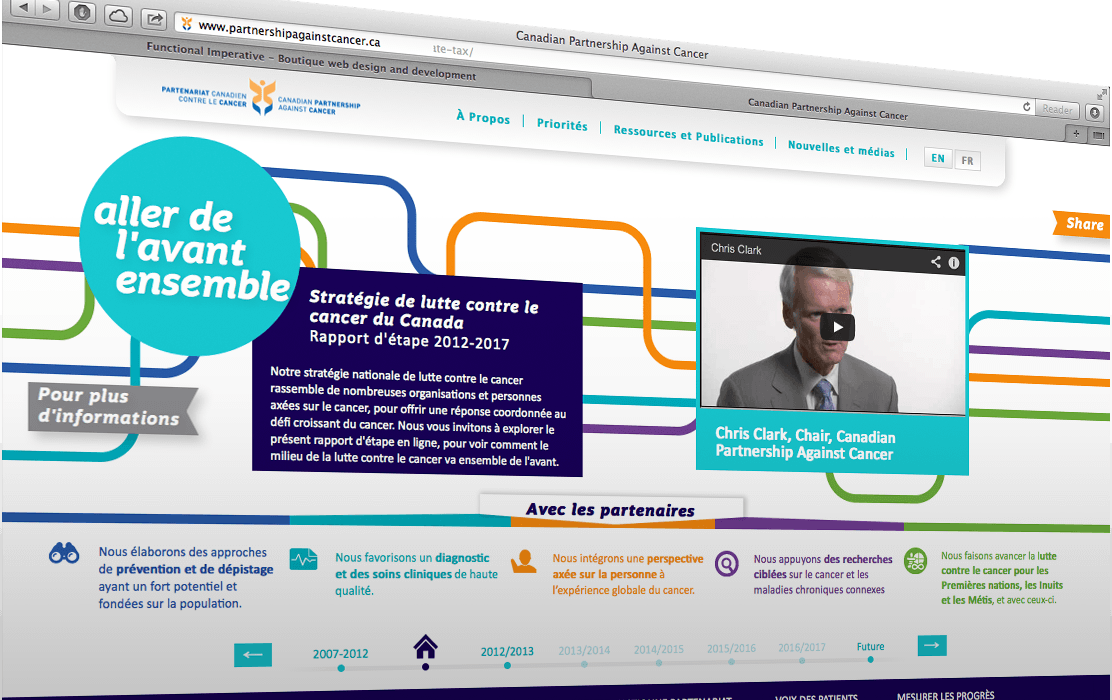 www.partnershipagainstcancer.ca
ite-tax/
Canadian Partnership Against Cancer
Functional Imperative – Boutique web design and development
Canadian Partnership Against Cancer
Reader
PARTENARIAT CANADIEN
CONTRE LE CANCER
CANADIAN PARTNERSHIP
AGAINST CANCER
À Propos | Priorités | Ressources et Publications | Nouvelles et médias |
EN FR
Share
aller de
l'avant
ensemble
Stratégie de lutte contre le
cancer du Canada
Rapport d'étape 2012-2017
Notre stratégie nationale de lutte contre le cancer
rassemble de nombreuses organisations et personnes
axées sur le cancer, pour offrir une réponse coordonnée au
défi croissant du cancer. Nous vous invitons à explorer le
présent rapport d'étape en ligne, pour voir comment le
milieu de la lutte contre le cancer va ensemble de l'avant.
Pour plus
d'informations
Chris Clark
Chris Clark, Chair, Canadian
Partnership Against Cancer
Avec les partenaires
Nous élaborons des approches
de prévention et de dépistage
ayant un fort potentiel et
fondées sur la population.
Nous favorisons un diagnostic
et des soins cliniques de haute
qualité.
Nous intégrons une perspective
axée sur la personne à
l'expérience globale du cancer.
Nous appuyons des recherches
ciblées sur le cancer et les
maladies chroniques connexes
Nous faisons avancer la lutte
contre le cancer pour les
Premières nations, les Inuits
et les Métis, et avec ceux-ci.
2007-2012
2012/2013
2013/2014
2014/2015
2015/2016
2016/2017
Future
PARTENARIAT
VOIX DES PATIENTS
MESURER LES PROGRÈS